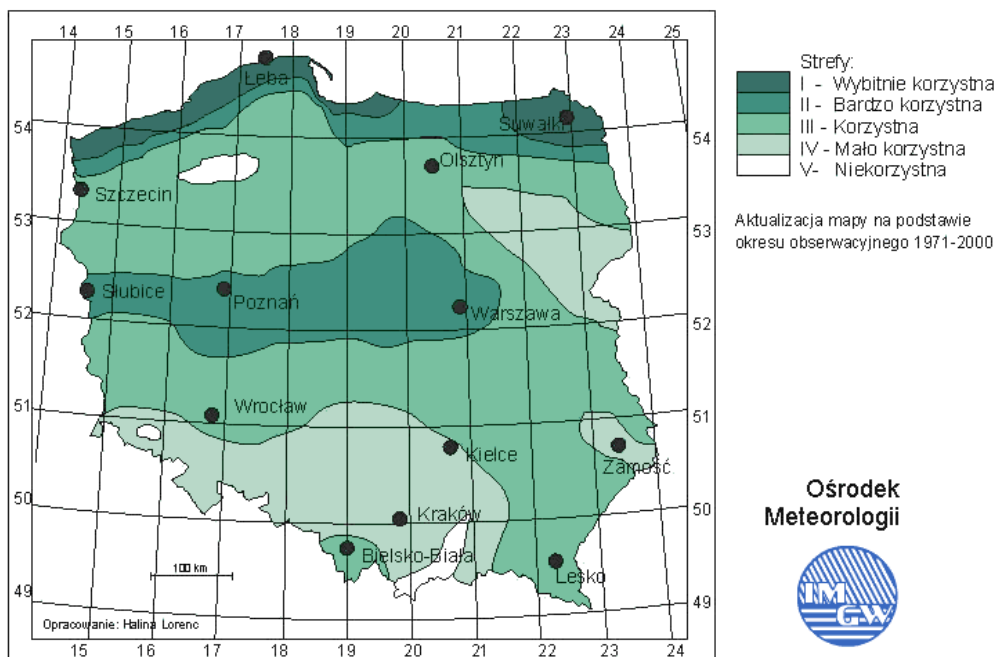 14 15 16 17 18 19 20 21 22 23 24
Łeba
Strefy:
I - Wybitnie korzystna
II - Bardzo korzystna
III - Korzystna
IV - Mało korzystna
V- Niekorzystna
54
Suwałki
54
Olsztyn
Szczecin
53
53
Aktualizacja mapy na podstawie
okresu obserwacyjnego 1971-2000
Słubice
Poznań
Warszawa
52
52
51
Wrocław
51
Kielce
Zamość
50
Kraków
50
Ośrodek
Meteorologii
Bielsko-Biała
Lesko
100 km
49
49
IM
GW
Opracowanie: Halina Lorenc
15 16 17 18 19 20 21 22 23 24